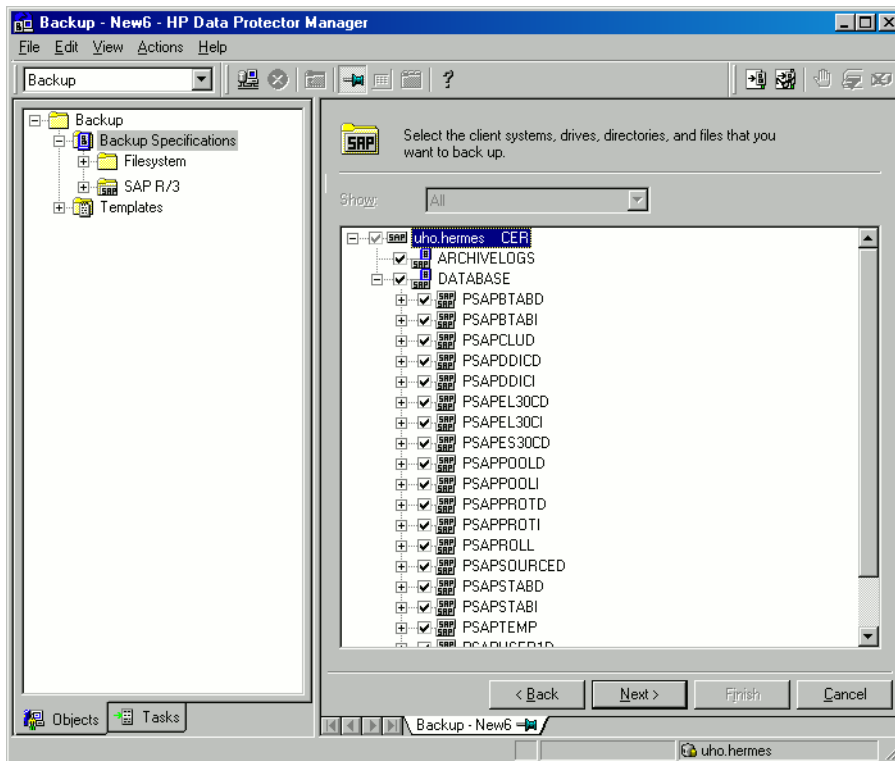 Backup - New6 - HP Data Protector Manager
File Edit View Actions Help
Backup
?
Backup
Backup Specifications
Filesystem
SAP R/3
Templates
SAP
Select the client systems, drives, directories, and files that you
want to back up.
Show:
All
uho.hermes CER
ARCHIVELOGS
DATABASE
PSAPBTABD
PSAPBTABI
PSAPCLUD
PSAPDDICD
PSAPDDICI
PSAPEL30CD
PSAPEL30CI
PSAPES30CD
PSAPPOOLD
PSAPPOOLI
PSAPPROTD
PSAPPROTI
PSAPROLL
PSAPSOURCED
PSAPSTABD
PSAPSTABI
PSAPTEMP
PSAPUSER1D
< Back Next > Finish Cancel
Objects Tasks
Backup - New6
uho.hermes